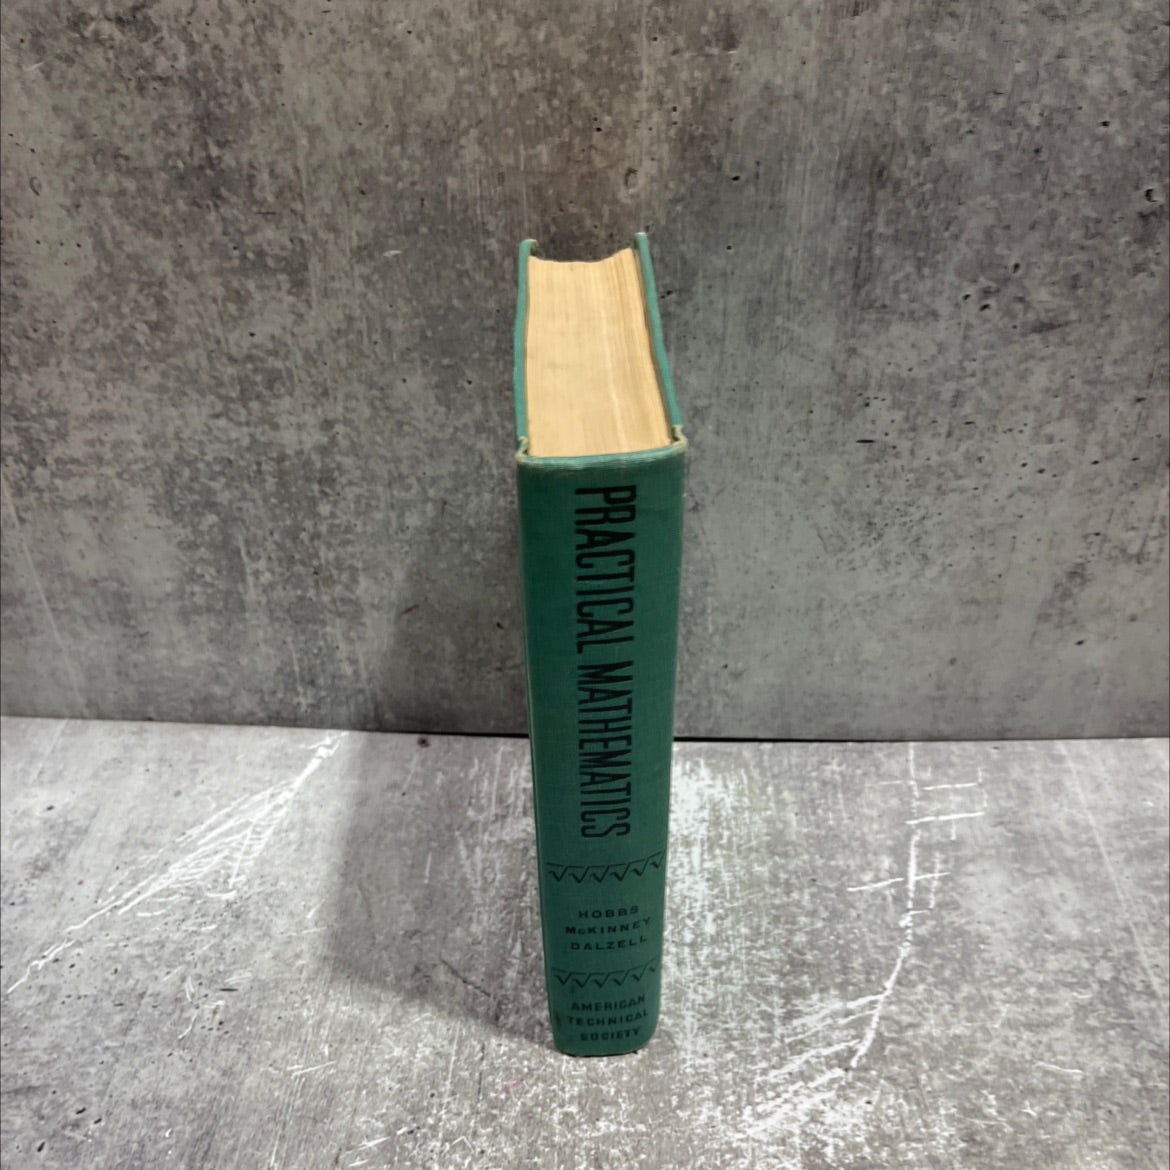 PRACTICAL MATHEMATICS
HOBBS
McKINNEY
DALZELL
AMERICAN
TECHNICAL
SOCIETY